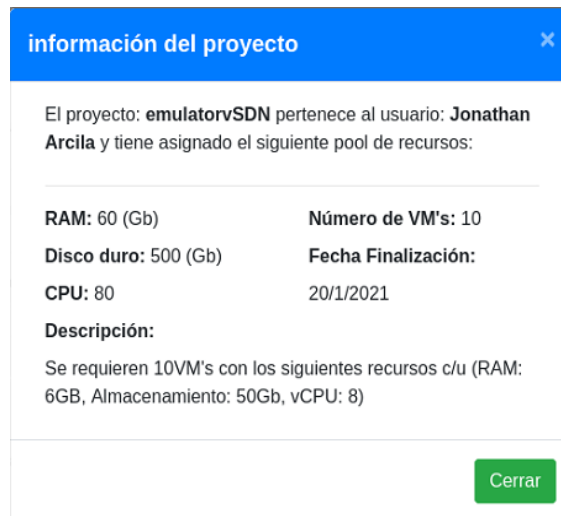 información del proyecto ×
El proyecto: emulatorvSDN pertenece al usuario: Jonathan
Arcila y tiene asignado el siguiente pool de recursos:
RAM: 60 (Gb)
Número de VM's: 10
Disco duro: 500 (Gb)
Fecha Finalización:
CPU: 80
20/1/2021
Descripción:
Se requieren 10VM's con los siguientes recursos c/u (RAM:
6GB, Almacenamiento: 50Gb, vCPU: 8)
Cerrar